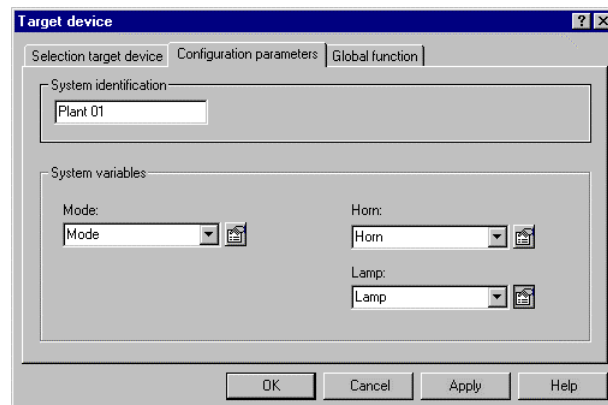 Target device
Selection target device Configuration parameters Global function
System identification
Plant 01
System variables
Mode: Horn:
Mode Horn
Lamp:
Lamp
OK Cancel Apply Help